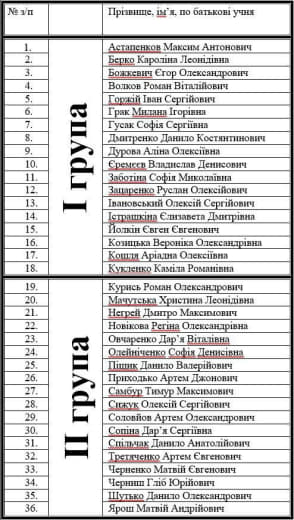 № з/п Прізвище, ім’я, по батькові учня
І група
1. Астапенков Максим Антонович
2. Берко Кароліна Леонідівна
3. Божкевич Єгор Олександрович
4. Волков Роман Віталійович
5. Горжій Іван Сергійович
6. Грак Милана Ігорівна
7. Гусак Софія Сергіївна
8. Дмитренко Данило Костянтинович
9. Дурова Аліна Олексіївна
10. Єремєєв Владислав Денисович
11. Заботіна Софія Миколаївна
12. Зацаренко Руслан Олексійович
13. Івановський Олексій Сергійович
14. Істрашкіна Єлизавета Дмитрівна
15. Йолкін Євген Євгенович
16. Козицька Вероніка Олександрівна
17. Кошля Аріадна Олексіївна
18. Кукленко Каміла Романівна
ІІ група
19. Курись Роман Олександрович
20. Мачутська Христина Леонідівна
21. Негрей Дмитро Максимович
22. Новікова Регіна Олександрівна
23. Овчаренко Дар’я Віталівна
24. Олейніченко Софія Денисівна
25. Піщик Данило Валерійович
26. Приходько Артем Джонович
27. Самбур Тимур Максимович
28. Сижук Олексій Сергійович
29. Соловйов Артем Олександрович
30. Сопіна Дар’я Сергіївна
31. Спільчак Данило Анатолійович
32. Третяченко Артем Євгенович
33. Черненко Матвій Євгенович
34. Черниш Гліб Юрійович
35. Шутько Данило Олександрович
36. Ярош Матвій Андрійович